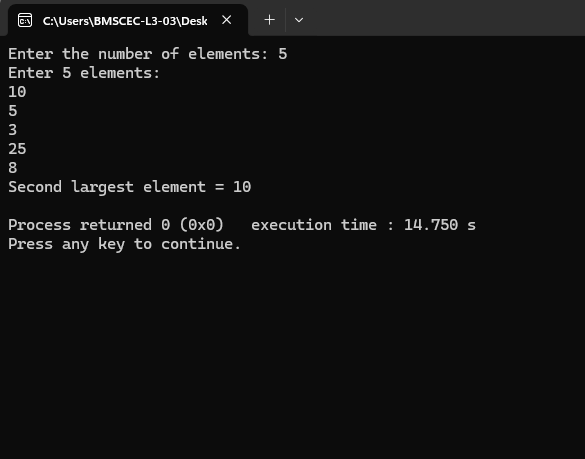 C:\Users\BMSCEC-L3-03\Desk
Enter the number of elements: 5
Enter 5 elements:
10
5
3
25
8
Second largest element = 10
Process returned 0 (0x0)   execution time : 14.750 s
Press any key to continue.